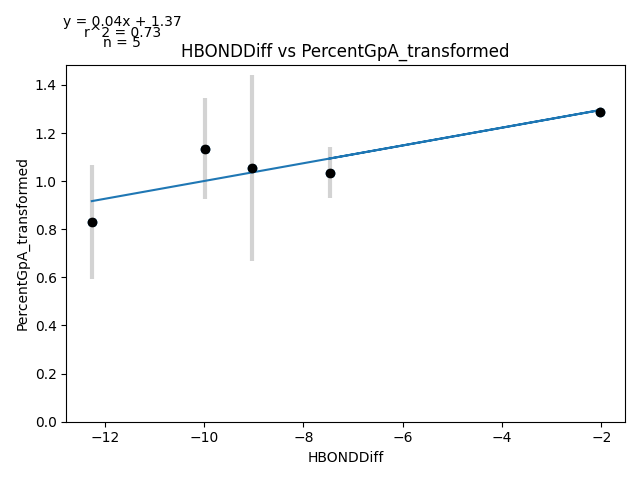 y = 0.04x + 1.37
r^2 = 0.73
n = 5
HBONDDiff vs PercentGpA_transformed
1.4
1.2
1.0
0.8
0.6
0.4
0.2
0.0
PercentGpA_transformed
−12
−10
−8
−6
−4
−2
HBONDDiff